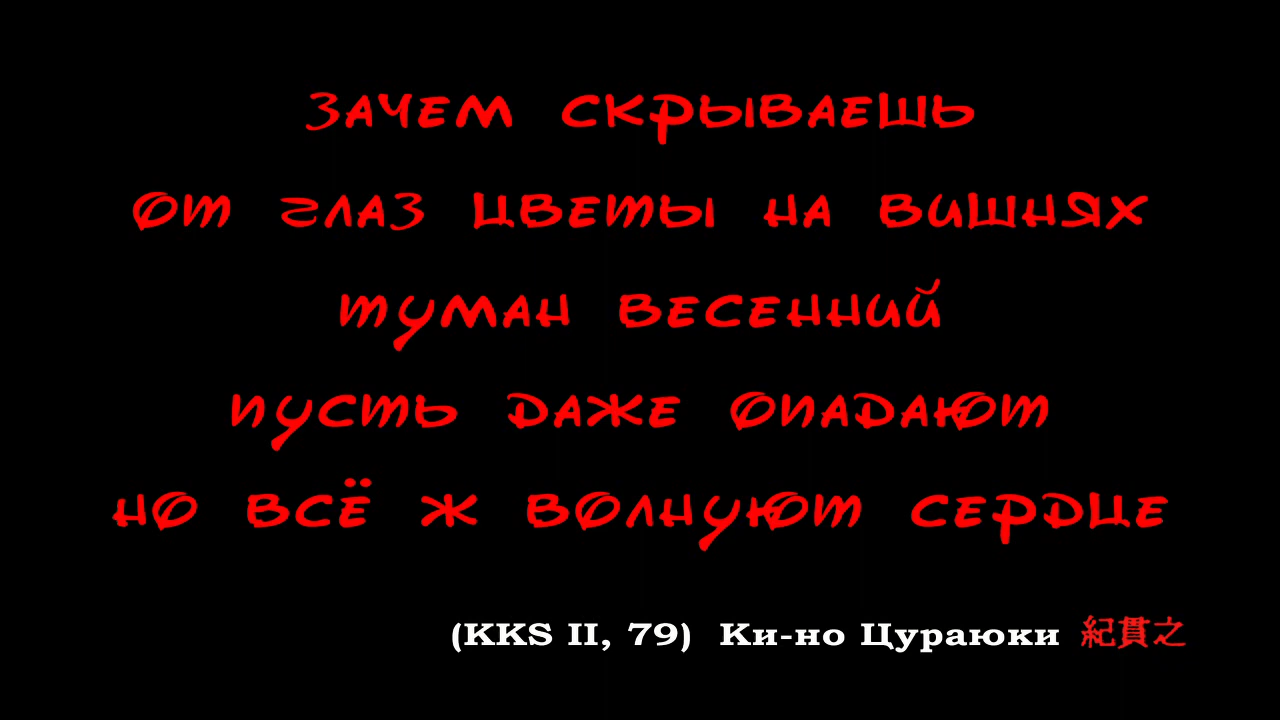 зачем скрываешь
от глаз цветы на вишнях
туман весенний
пусть даже опадают
но всё ж волнуют сердце
(KKS II, 79) Ки-но Цураюки 紀貫之